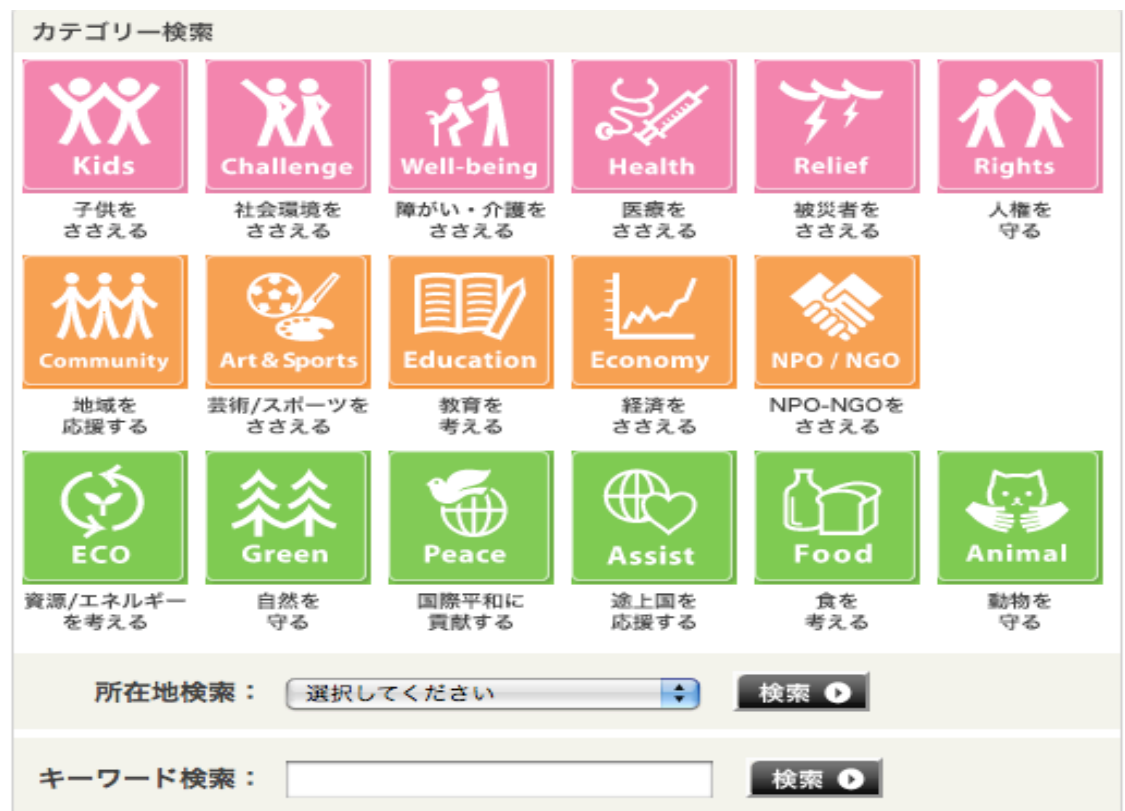 カテゴリー検索
Kids
Challenge
Well-being
Health
Relief
Rights
子供を
ささえる
社会環境を
ささえる
障がい・介護を
ささえる
医療を
ささえる
被災者を
ささえる
人権を
守る
Community
Art & Sports
Education
Economy
NPO / NGO
地域を
応援する
芸術/スポーツを
ささえる
教育を
考える
経済を
ささえる
NPO-NGOを
ささえる
ECO
Green
Peace
Assist
Food
Animal
資源/エネルギー
を考える
自然を
守る
国際平和に
貢献する
途上国を
応援する
食を
考える
動物を
守る
所在地検索： 選択してください 検索
キーワード検索： 検索